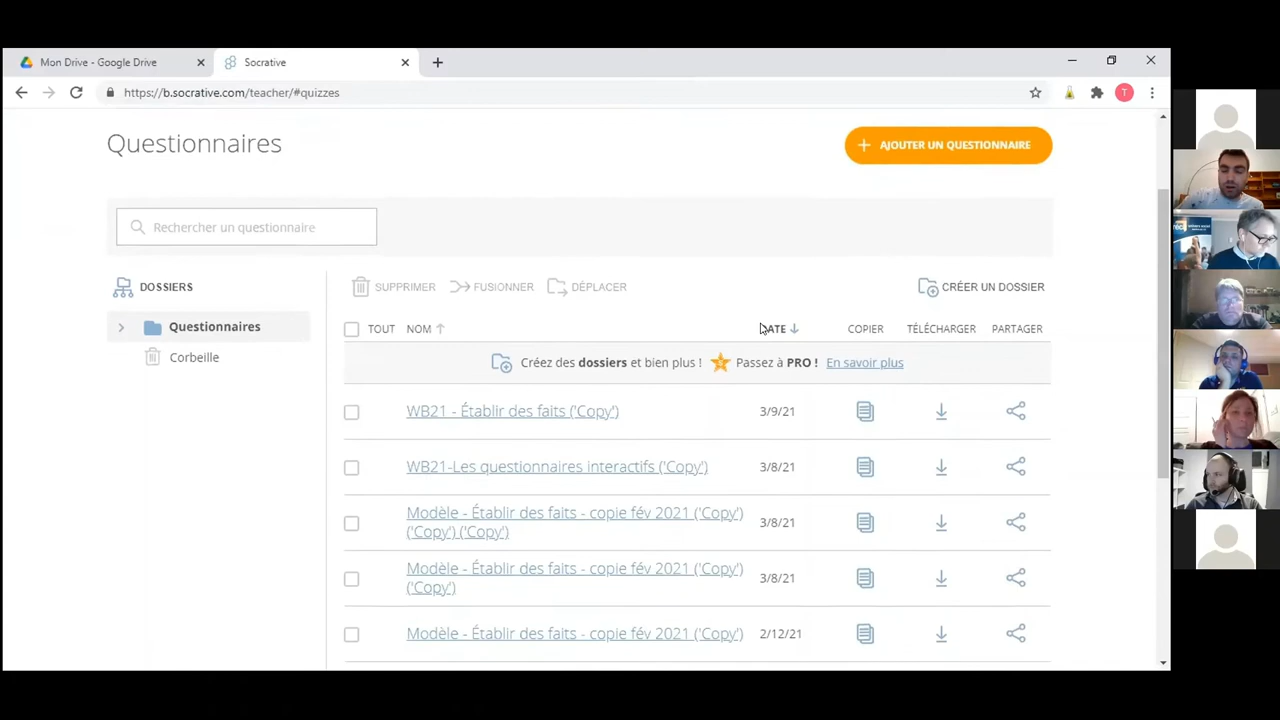 Mon Drive - Google Drive
Socrative
https://b.socrative.com/teacher/#quizzes
T
Questionnaires
AJOUTER UN QUESTIONNAIRE
Rechercher un questionnaire
DOSSIERS
Questionnaires
Corbeille
SUPPRIMER FUSIONNER DÉPLACER CRÉER UN DOSSIER
TOUT NOM DATE COPIER TÉLÉCHARGER PARTAGER
Créez des dossiers et bien plus ! Passez à PRO ! En savoir plus
WB21 - Établir des faits ('Copy') 3/9/21
WB21-Les questionnaires interactifs ('Copy') 3/8/21
Modèle - Établir des faits - copie fév 2021 ('Copy')
('Copy') ('Copy') 3/8/21
Modèle - Établir des faits - copie fév 2021 ('Copy')
('Copy') 3/8/21
Modèle - Établir des faits - copie fév 2021 ('Copy') 2/12/21